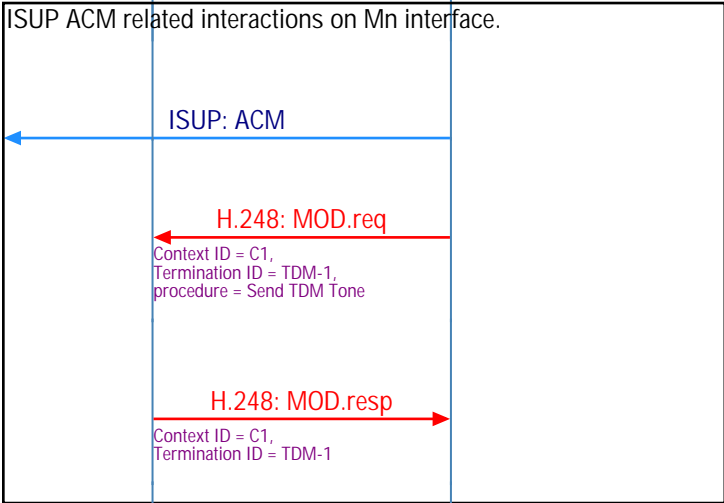 ISUP ACM related interactions on Mn interface.
ISUP: ACM
H.248: MOD.req
Context ID = C1,
Termination ID = TDM-1,
procedure = Send TDM Tone
H.248: MOD.resp
Context ID = C1,
Termination ID = TDM-1